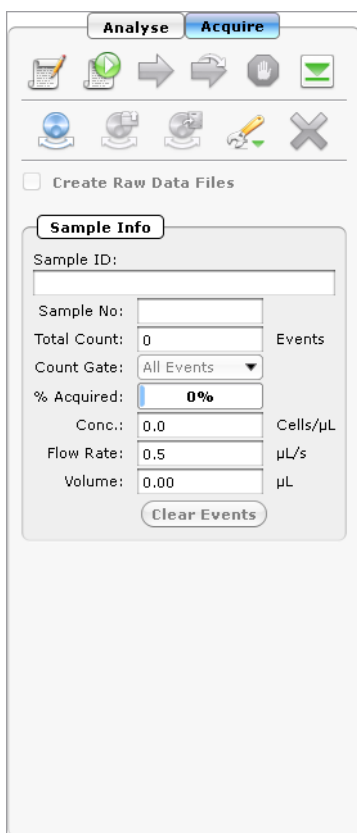 Analyse Acquire
Create Raw Data Files
Sample Info
Sample ID:
Sample No:
Total Count: 0 Events
Count Gate: All Events
% Acquired: 0%
Conc.: 0.0 Cells/µL
Flow Rate: 0.5 µL/s
Volume: 0.00 µL
Clear Events